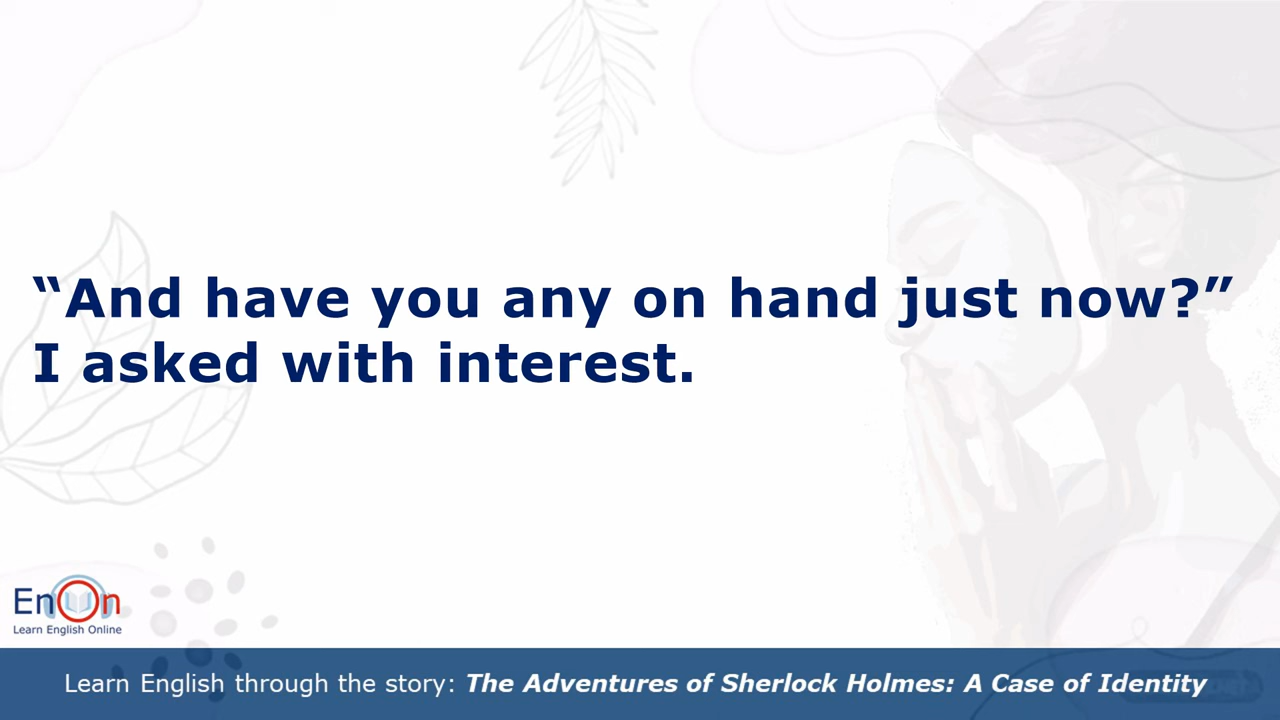 “And have you any on hand just now?”
I asked with interest.
EnOn
Learn English Online
Learn English through the story: The Adventures of Sherlock Holmes: A Case of Identity